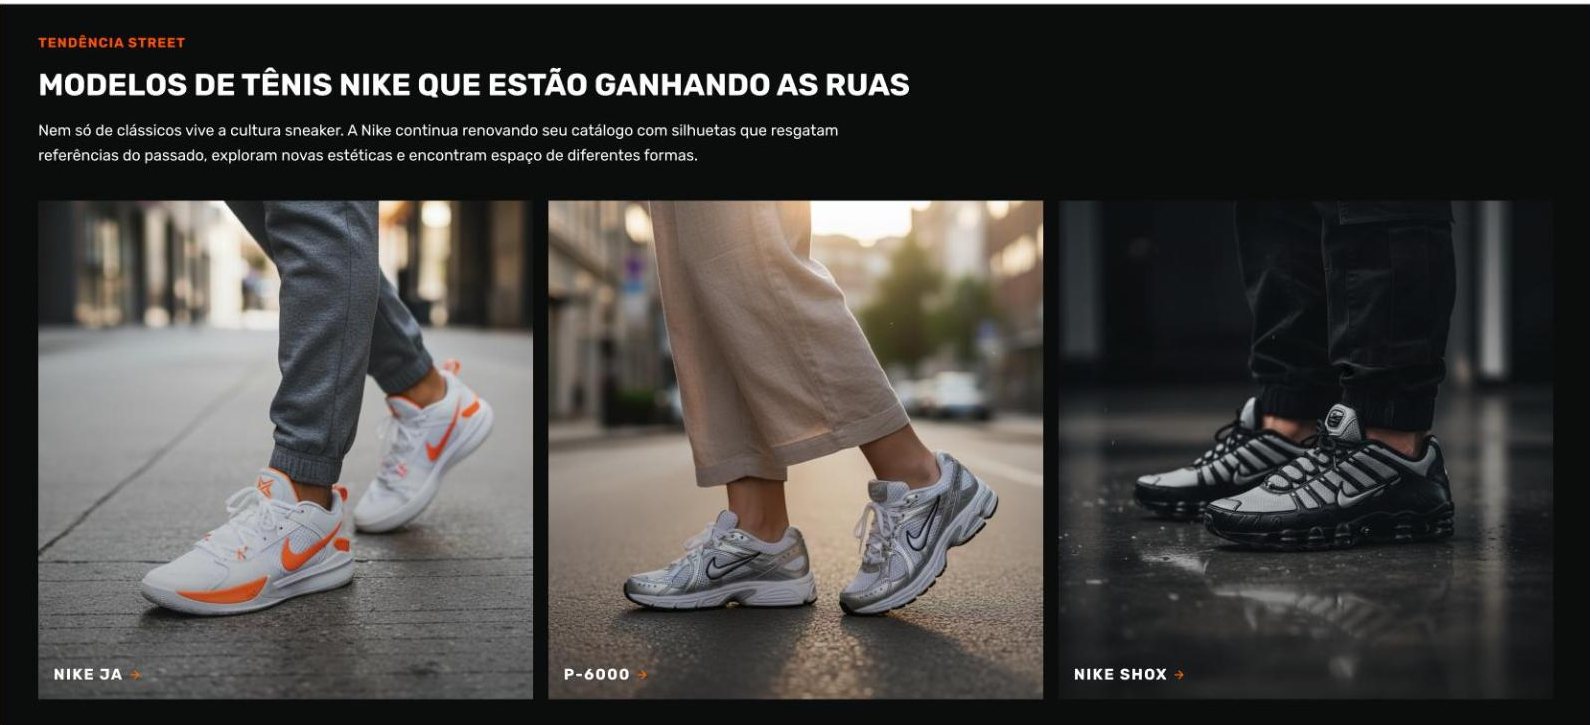 TENDÊNCIA STREET
MODELOS DE TÊNIS NIKE QUE ESTÃO GANHANDO AS RUAS
Nem só de clássicos vive a cultura sneaker. A Nike continua renovando seu catálogo com silhuetas que resgatam
referências do passado, exploram novas estéticas e encontram espaço de diferentes formas.
NIKE JA →
P-6000 →
NIKE SHOX →